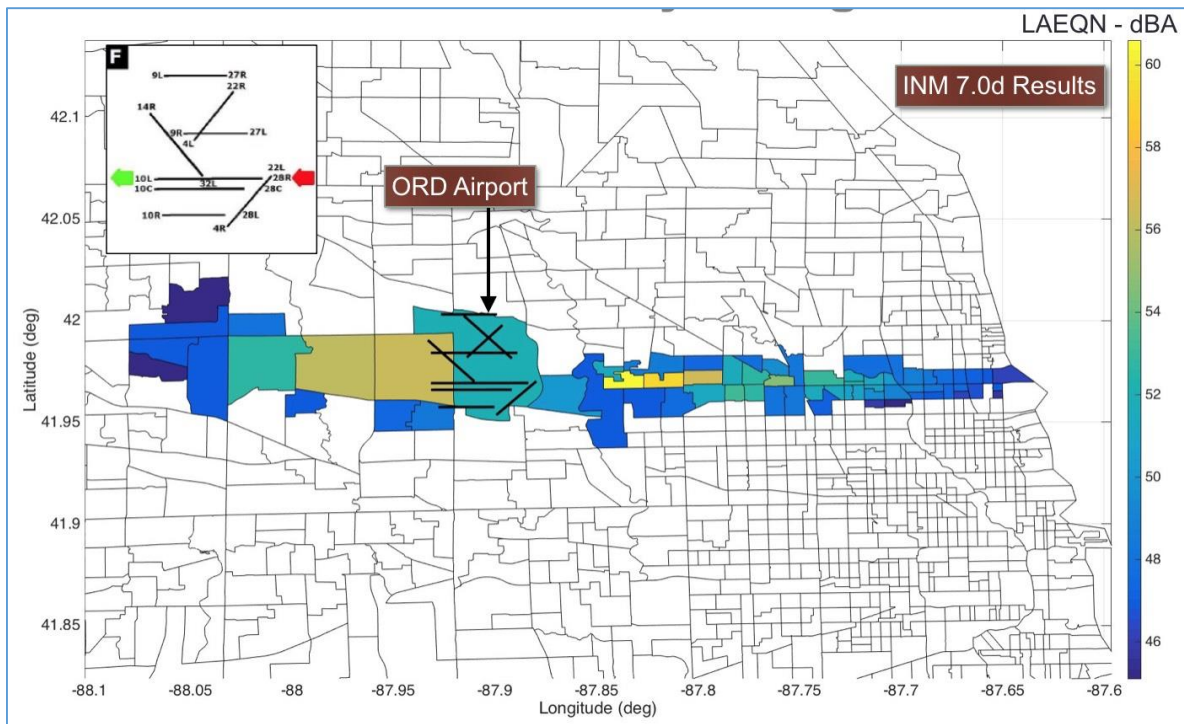 LAEQN - dBA
INM 7.0d Results
ORD Airport
F
9L
27R
22R
14R
9R
27L
4L
22L
10L
28R
32L
10C
28C
10R
28L
4R
42.1
42.05
42
41.95
41.9
41.85
Latitude (deg)
-88.1
-88.05
-88
-87.95
-87.9
-87.85
-87.8
-87.75
-87.7
-87.65
-87.6
Longitude (deg)
60
58
56
54
52
50
48
46